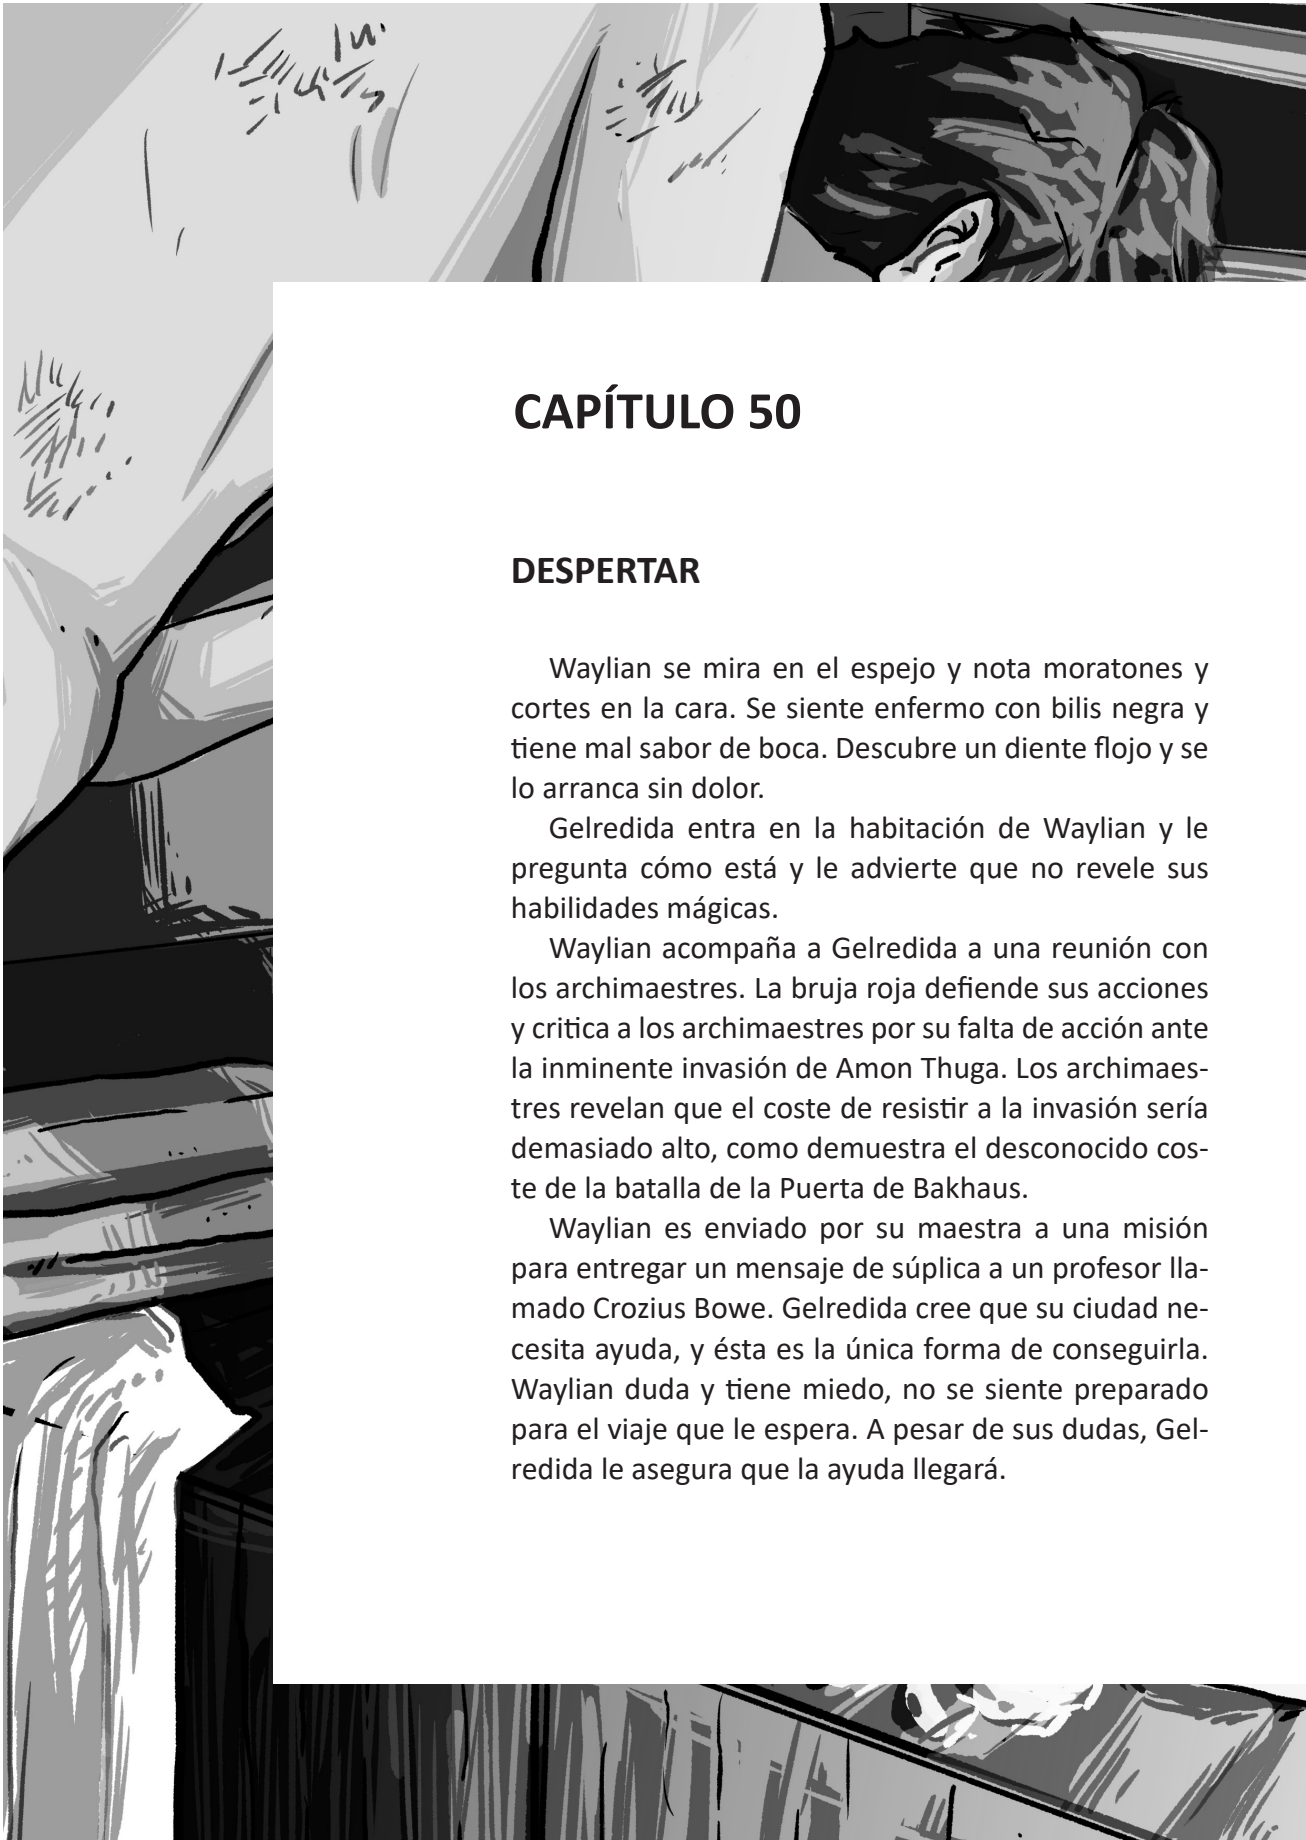 CAPÍTULO 50
DESPERTAR
Waylian se mira en el espejo y nota moratones y
cortes en la cara. Se siente enfermo con bilis negra y
tiene mal sabor de boca. Descubre un diente flojo y se
lo arranca sin dolor.
Gelredida entra en la habitación de Waylian y le
pregunta cómo está y le advierte que no revele sus
habilidades mágicas.
Waylian acompaña a Gelredida a una reunión con
los archimaestres. La bruja roja defiende sus acciones
y critica a los archimaestres por su falta de acción ante
la inminente invasión de Amon Thuga. Los archimaes-
tres revelan que el coste de resistir a la invasión sería
demasiado alto, como demuestra el desconocido cos-
te de la batalla de la Puerta de Bakhaus.
Waylian es enviado por su maestra a una misión
para entregar un mensaje de súplica a un profesor lla-
mado Crozius Bowe. Gelredida cree que su ciudad ne-
cesita ayuda, y ésta es la única forma de conseguirla.
Waylian duda y tiene miedo, no se siente preparado
para el viaje que le espera. A pesar de sus dudas, Gel-
redida le asegura que la ayuda llegará.